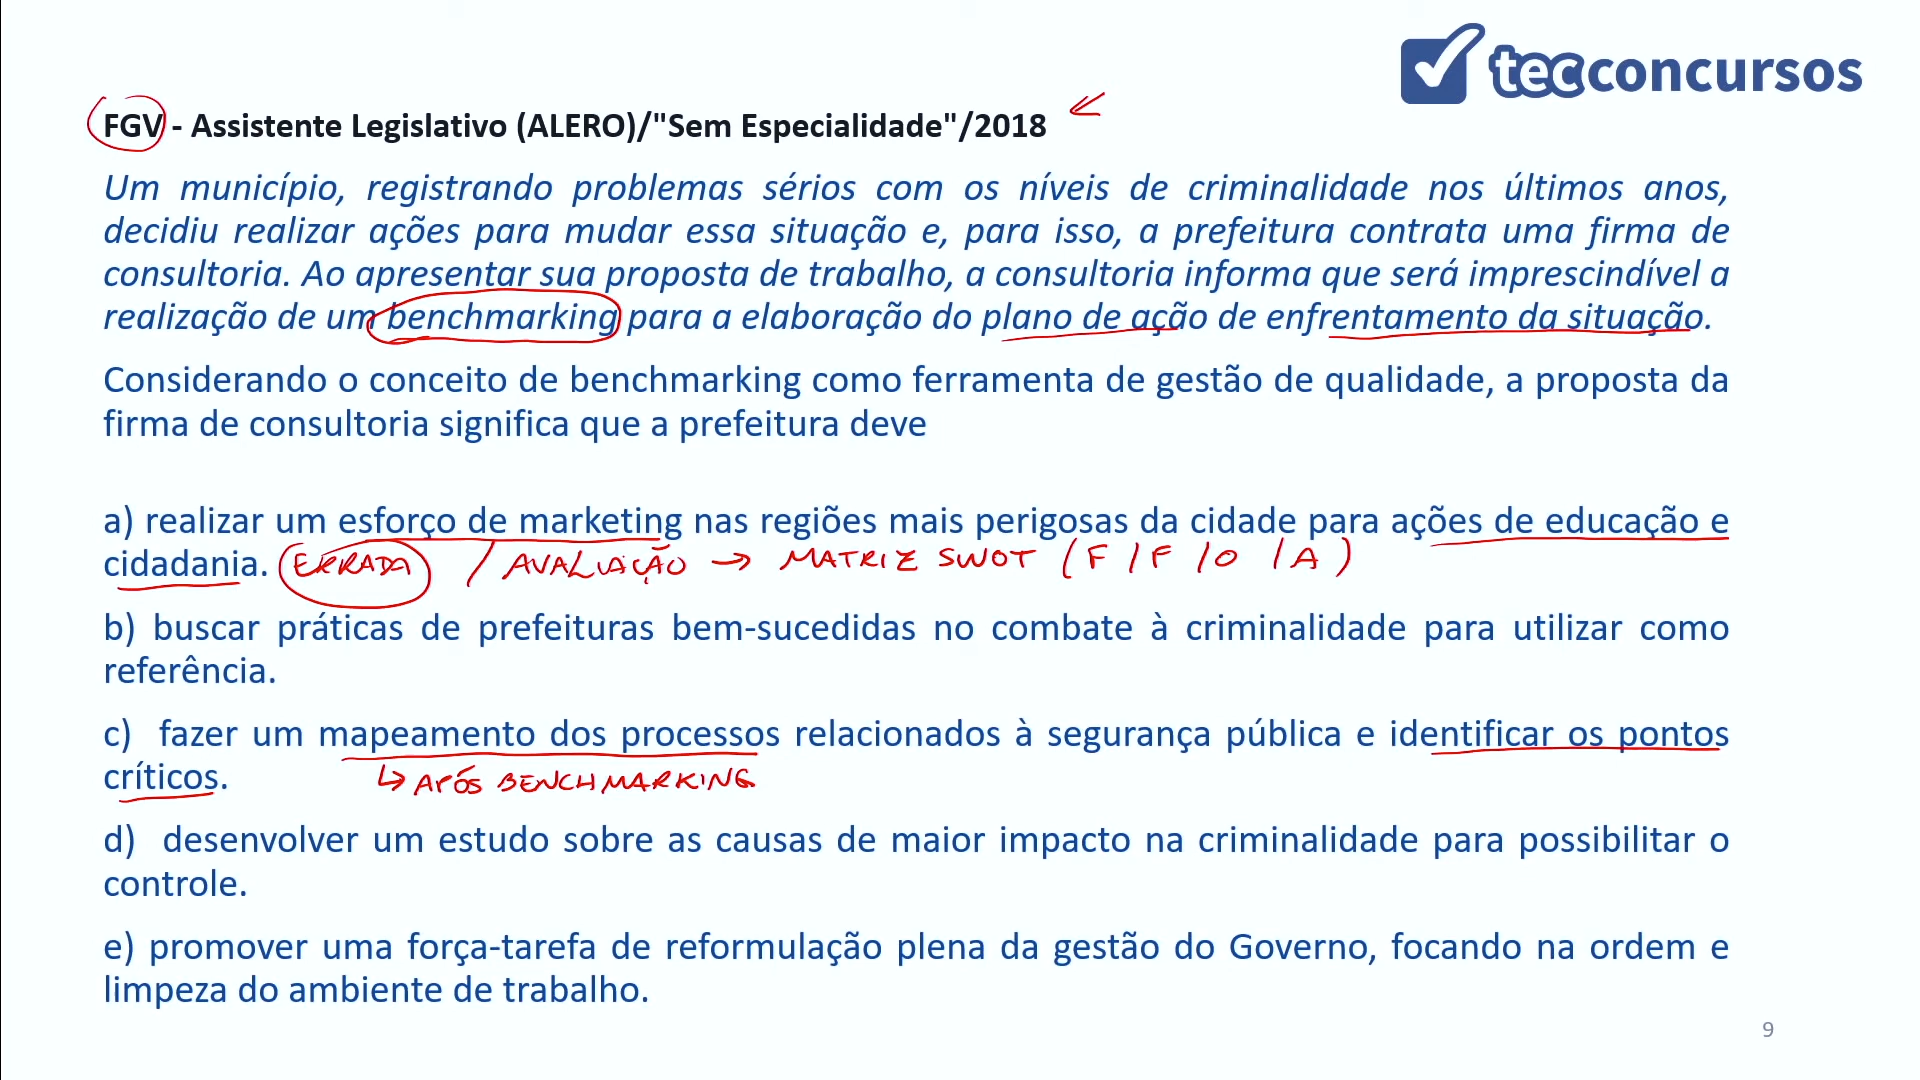 tecconcursos
FGV - Assistente Legislativo (ALERO)/"Sem Especialidade"/2018
Um município, registrando problemas sérios com os níveis de criminalidade nos últimos anos,
decidiu realizar ações para mudar essa situação e, para isso, a prefeitura contrata uma firma de
consultoria. Ao apresentar sua proposta de trabalho, a consultoria informa que será imprescindível a
realização de um benchmarking para a elaboração do plano de ação de enfrentamento da situação.
Considerando o conceito de benchmarking como ferramenta de gestão de qualidade, a proposta da
firma de consultoria significa que a prefeitura deve
a) realizar um esforço de marketing nas regiões mais perigosas da cidade para ações de educação e
cidadania. ERRADA / AVALIAÇÃO → MATRIZ SWOT (F / F / O / A)
b) buscar práticas de prefeituras bem-sucedidas no combate à criminalidade para utilizar como
referência.
c) fazer um mapeamento dos processos relacionados à segurança pública e identificar os pontos
críticos. ↳ APÓS BENCHMARKING
d) desenvolver um estudo sobre as causas de maior impacto na criminalidade para possibilitar o
controle.
e) promover uma força-tarefa de reformulação plena da gestão do Governo, focando na ordem e
limpeza do ambiente de trabalho.
9